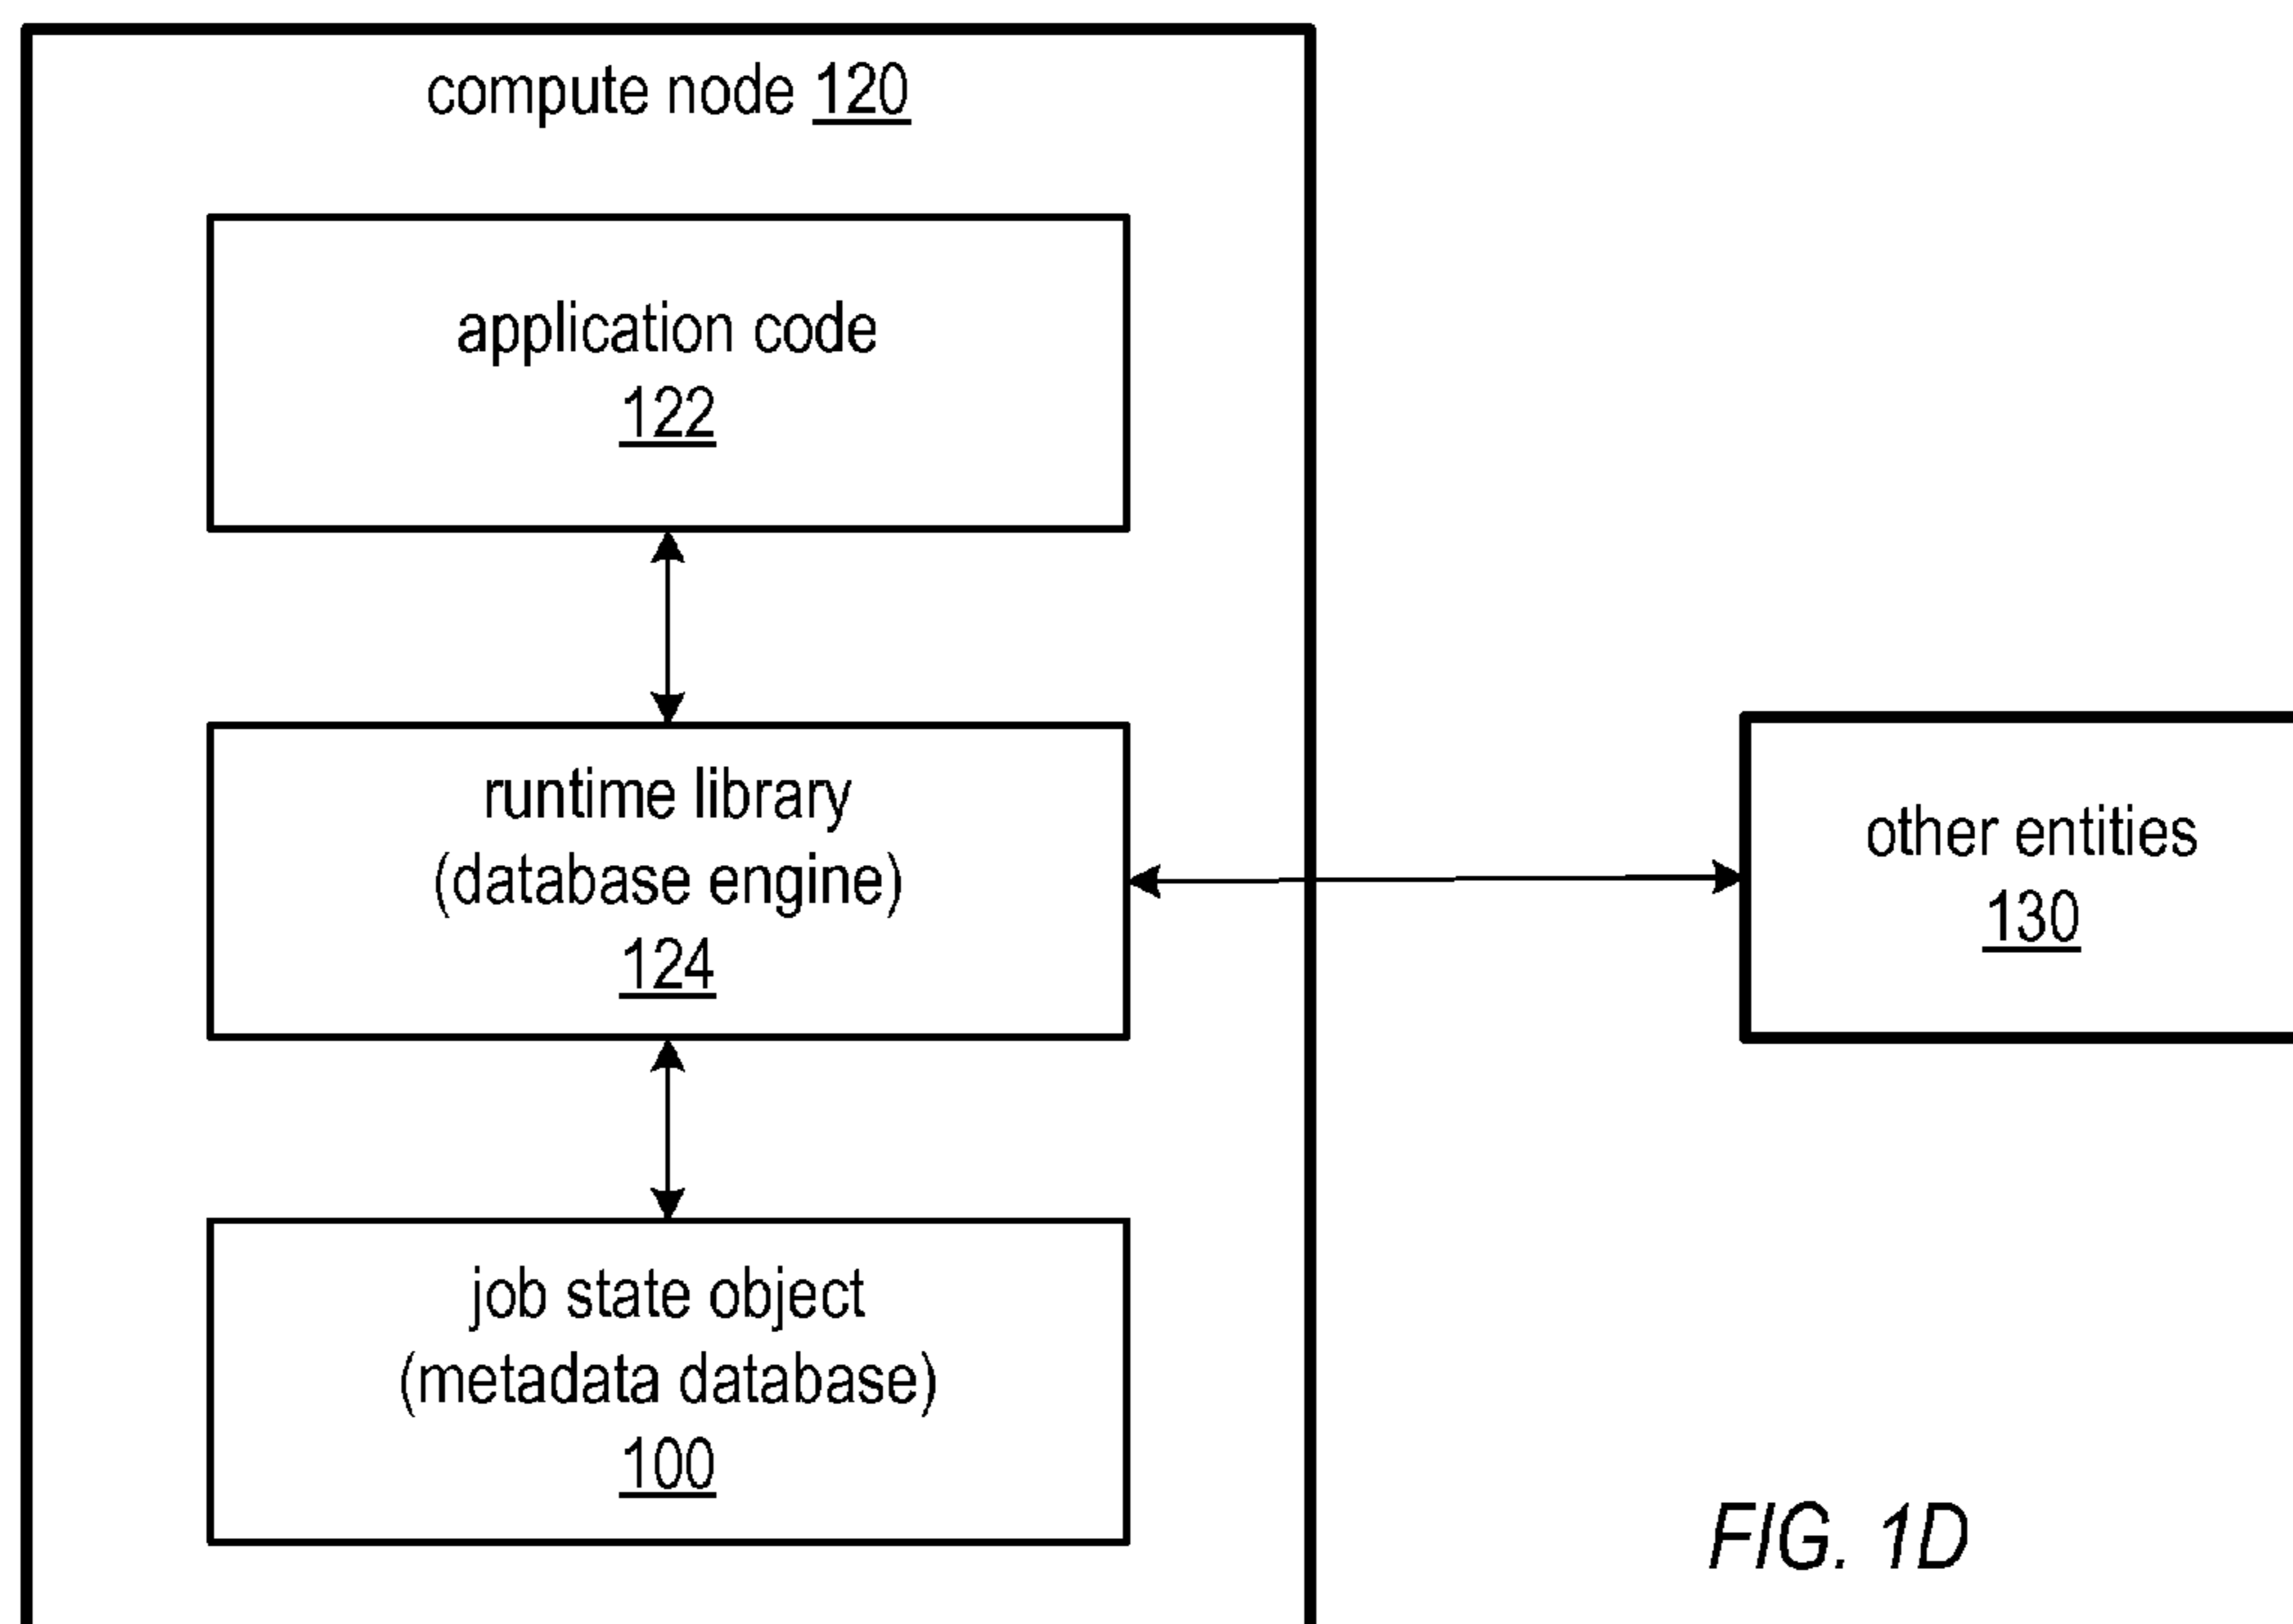 compute node 120
application code
122
runtime library
(database engine)
124
other entities
130
job state object
(metadata database)
100
FIG. 1D